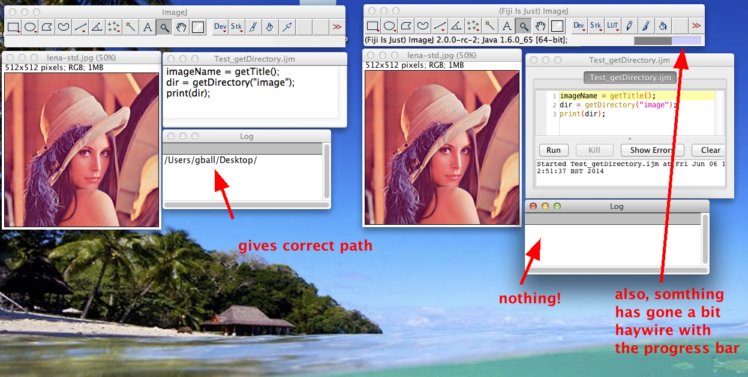 ImageJ
Dev
Stk
lena-std.jpg (50%)
512x512 pixels; RGB; 1MB
Test_getDirectory.ijm
imageName = getTitle();
dir = getDirectory("image");
print(dir);
Log
/Users/gball/Desktop/
gives correct path
(Fiji Is Just) ImageJ
Dev
Stk
LUT
(Fiji Is Just) ImageJ 2.0.0-rc-2; Java 1.6.0_65 [64-bit];
lena-std.jpg (50%)
512x512 pixels; RGB; 1MB
Test_getDirectory.ijm
Test_getDirectory.ijm
1 imageName = getTitle();
2 dir = getDirectory("image");
3 print(dir);
Run
Kill
Show Errors
Clear
Started Test_getDirectory.ijm at Fri Jun 06 1
2:51:37 BST 2014
Log
nothing!
also, somthing
has gone a bit
haywire with
the progress bar